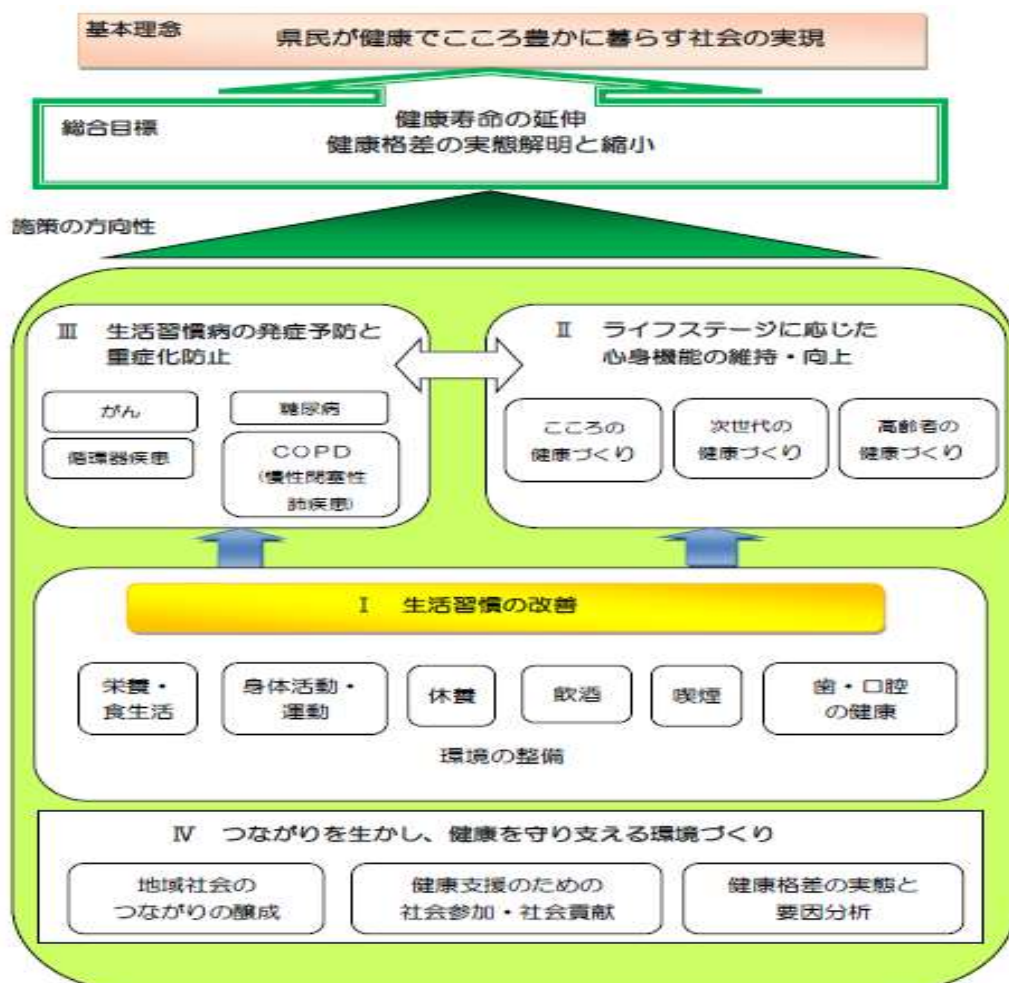 基本理念 県民が健康でこころ豊かに暮らす社会の実現
総合目標
健康寿命の延伸
健康格差の実態解明と縮小
施策の方向性
Ⅲ 生活習慣病の発症予防と
重症化防止
がん
糖尿病
循環器疾患
COPD
(慢性閉塞性
肺疾患)
Ⅱ ライフステージに応じた
心身機能の維持・向上
こころの
健康づくり
次世代の
健康づくり
高齢者の
健康づくり
Ⅰ 生活習慣の改善
栄養・
食生活
身体活動・
運動
休養
飲酒
喫煙
歯・口腔
の健康
環境の整備
Ⅳ つながりを生かし、健康を守り支える環境づくり
地域社会の
つながりの醸成
健康支援のための
社会参加・社会貢献
健康格差の実態と
要因分析